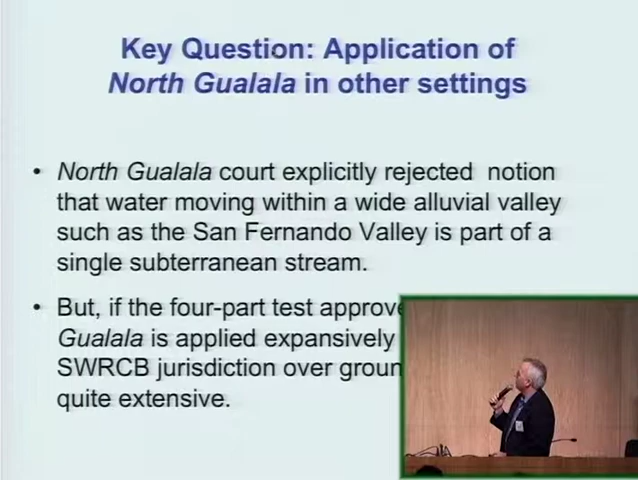 Key Question: Application of
North Gualala in other settings
• North Gualala court explicitly rejected notion
that water moving within a wide alluvial valley
such as the San Fernando Valley is part of a
single subterranean stream.
• But, if the four-part test approve
Gualala is applied expansively
SWRCB jurisdiction over groun
quite extensive.